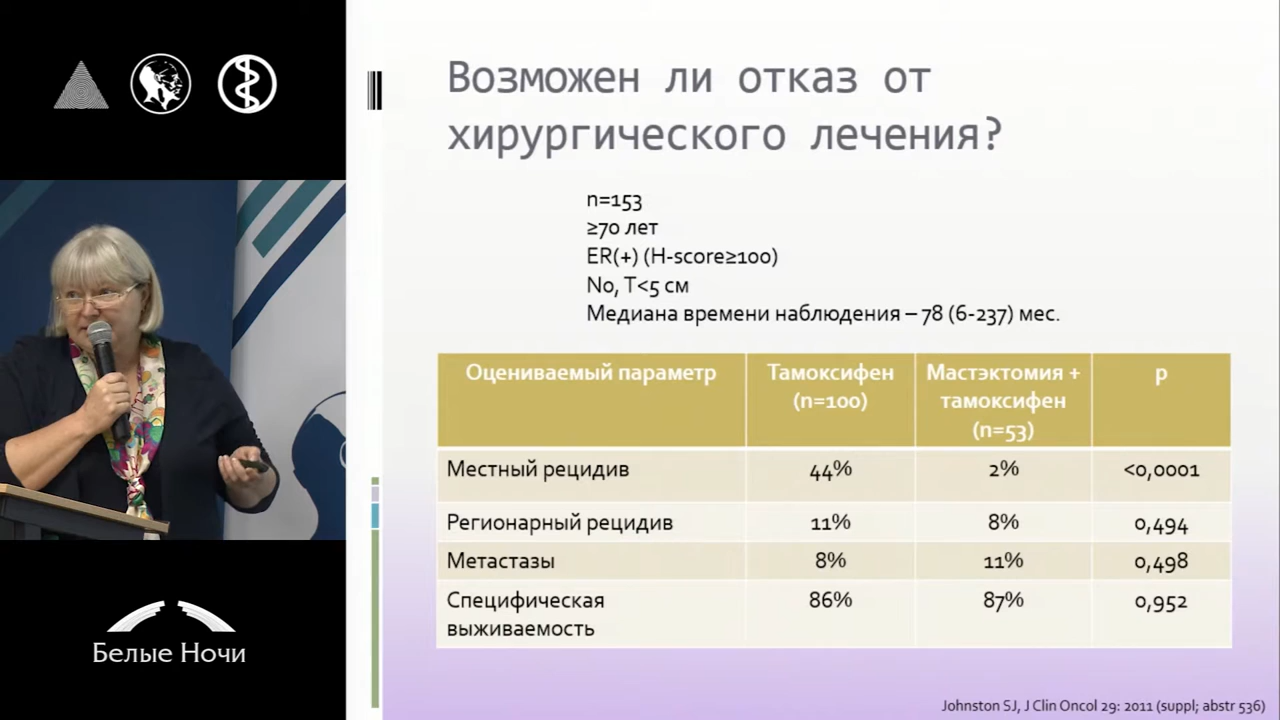 Возможен ли отказ от
хирургического лечения?
n=153
≥70 лет
ER(+) (H-score≥100)
N0, T<5 см
Медиана времени наблюдения – 78 (6-237) мес.
Оцениваемый параметр
Тамоксифен
(n=100)
Мастэктомия +
тамоксифен
(n=53)
p
Местный рецидив 44% 2% <0,0001
Регионарный рецидив 11% 8% 0,494
Метастазы 8% 11% 0,498
Специфическая
выживаемость
86% 87% 0,952
Johnston SJ, J Clin Oncol 29: 2011 (suppl; abstr 536)
Белые Ночи